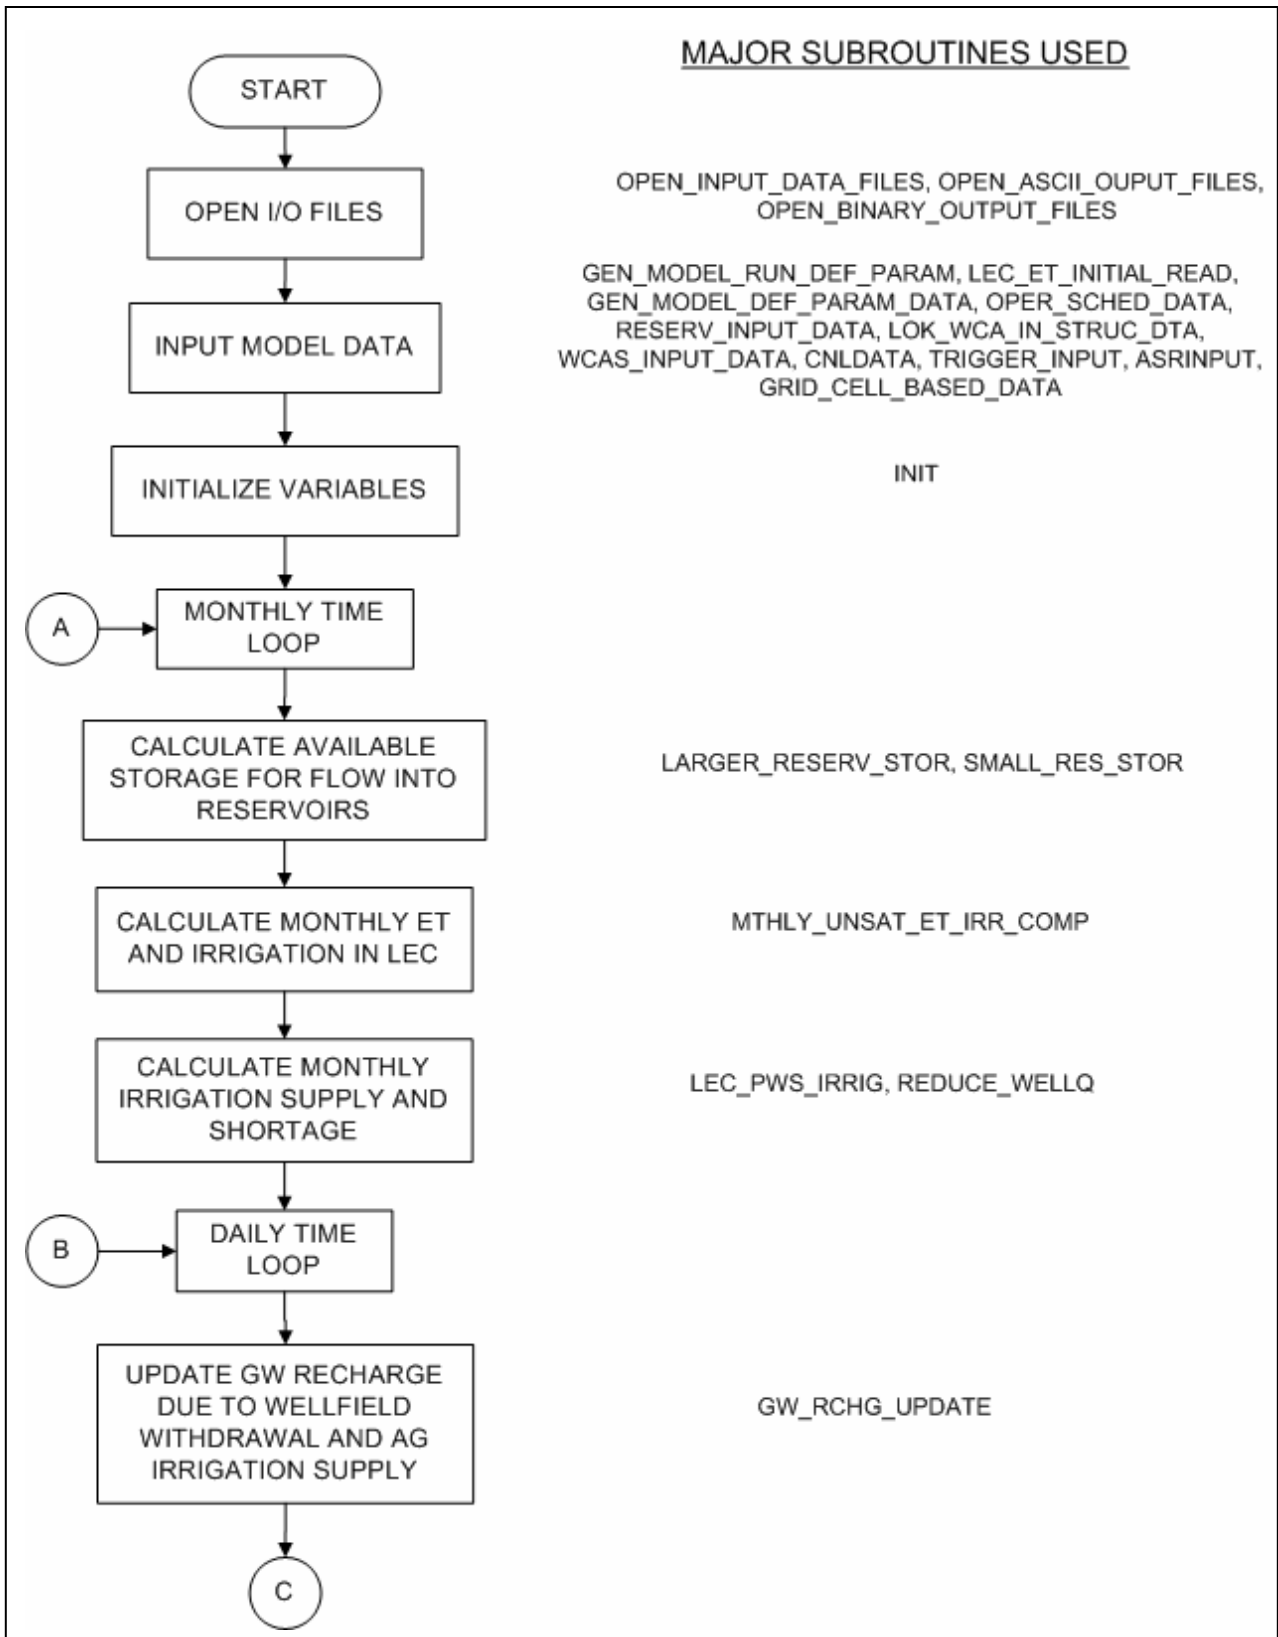 MAJOR SUBROUTINES USED
START
OPEN I/O FILES
OPEN_INPUT_DATA_FILES, OPEN_ASCII_OUPUT_FILES,
OPEN_BINARY_OUTPUT_FILES
INPUT MODEL DATA
GEN_MODEL_RUN_DEF_PARAM, LEC_ET_INITIAL_READ,
GEN_MODEL_DEF_PARAM_DATA, OPER_SCHED_DATA,
RESERV_INPUT_DATA, LOK_WCA_IN_STRUC_DTA,
WCAS_INPUT_DATA, CNLDATA, TRIGGER_INPUT, ASRINPUT,
GRID_CELL_BASED_DATA
INITIALIZE VARIABLES
INIT
A
MONTHLY TIME
LOOP
CALCULATE AVAILABLE
STORAGE FOR FLOW INTO
RESERVOIRS
LARGER_RESERV_STOR, SMALL_RES_STOR
CALCULATE MONTHLY ET
AND IRRIGATION IN LEC
MTHLY_UNSAT_ET_IRR_COMP
CALCULATE MONTHLY
IRRIGATION SUPPLY AND
SHORTAGE
LEC_PWS_IRRIG, REDUCE_WELLQ
B
DAILY TIME
LOOP
UPDATE GW RECHARGE
DUE TO WELLFIELD
WITHDRAWAL AND AG
IRRIGATION SUPPLY
GW_RCHG_UPDATE
C